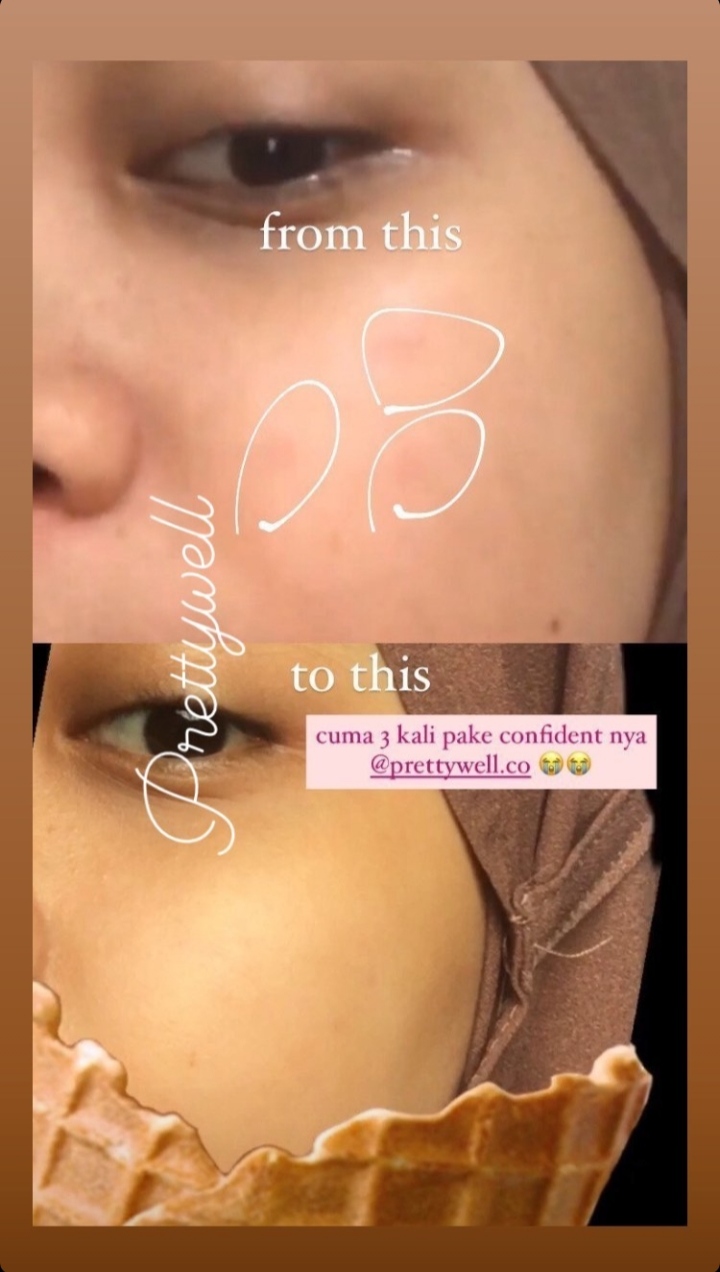 from this
Prettywell
to this
cuma 3 kali pake confident nya
@prettywell.co 😭😭